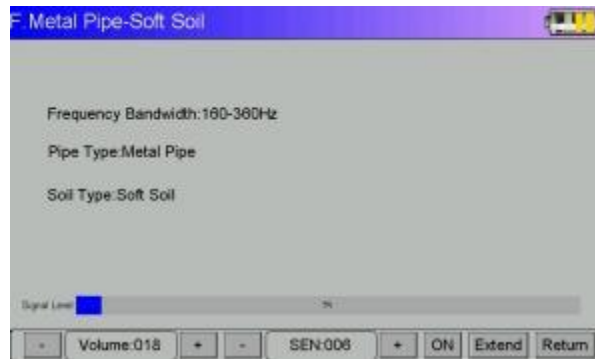 F.Metal Pipe-Soft Soil
Frequency Bandwidth:160-360Hz
Pipe Type:Metal Pipe
Soil Type:Soft Soil
Signal Level
- Volume:018 + - SEN:006 + ON Extend Return